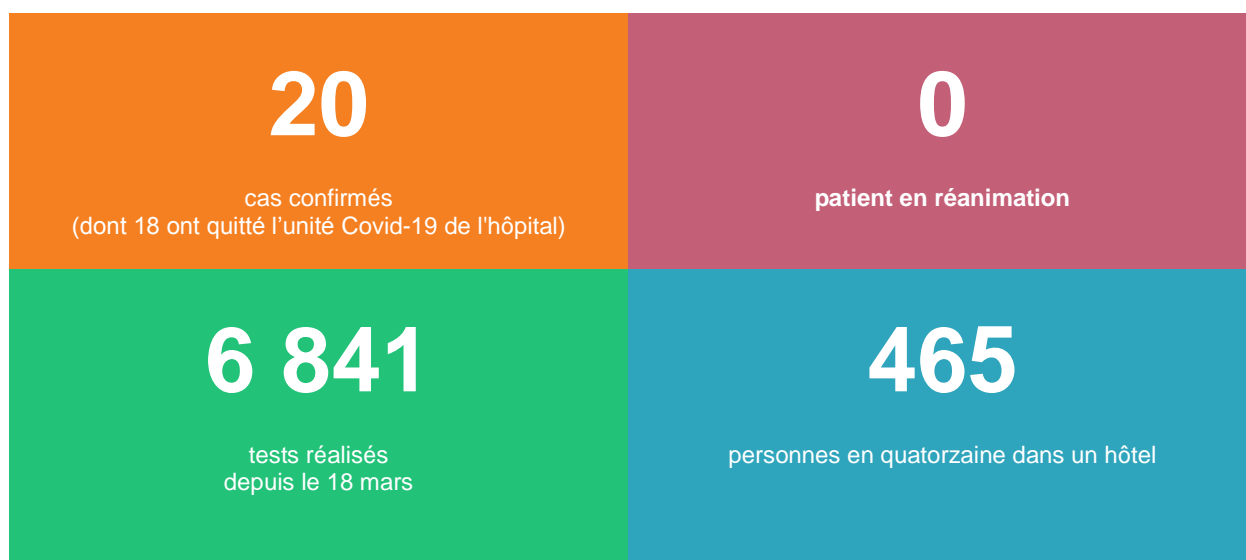 20
cas confirmés
(dont 18 ont quitté l’unité Covid-19 de l'hôpital)
0
patient en réanimation
6 841
tests réalisés
depuis le 18 mars
465
personnes en quatorzaine dans un hôtel